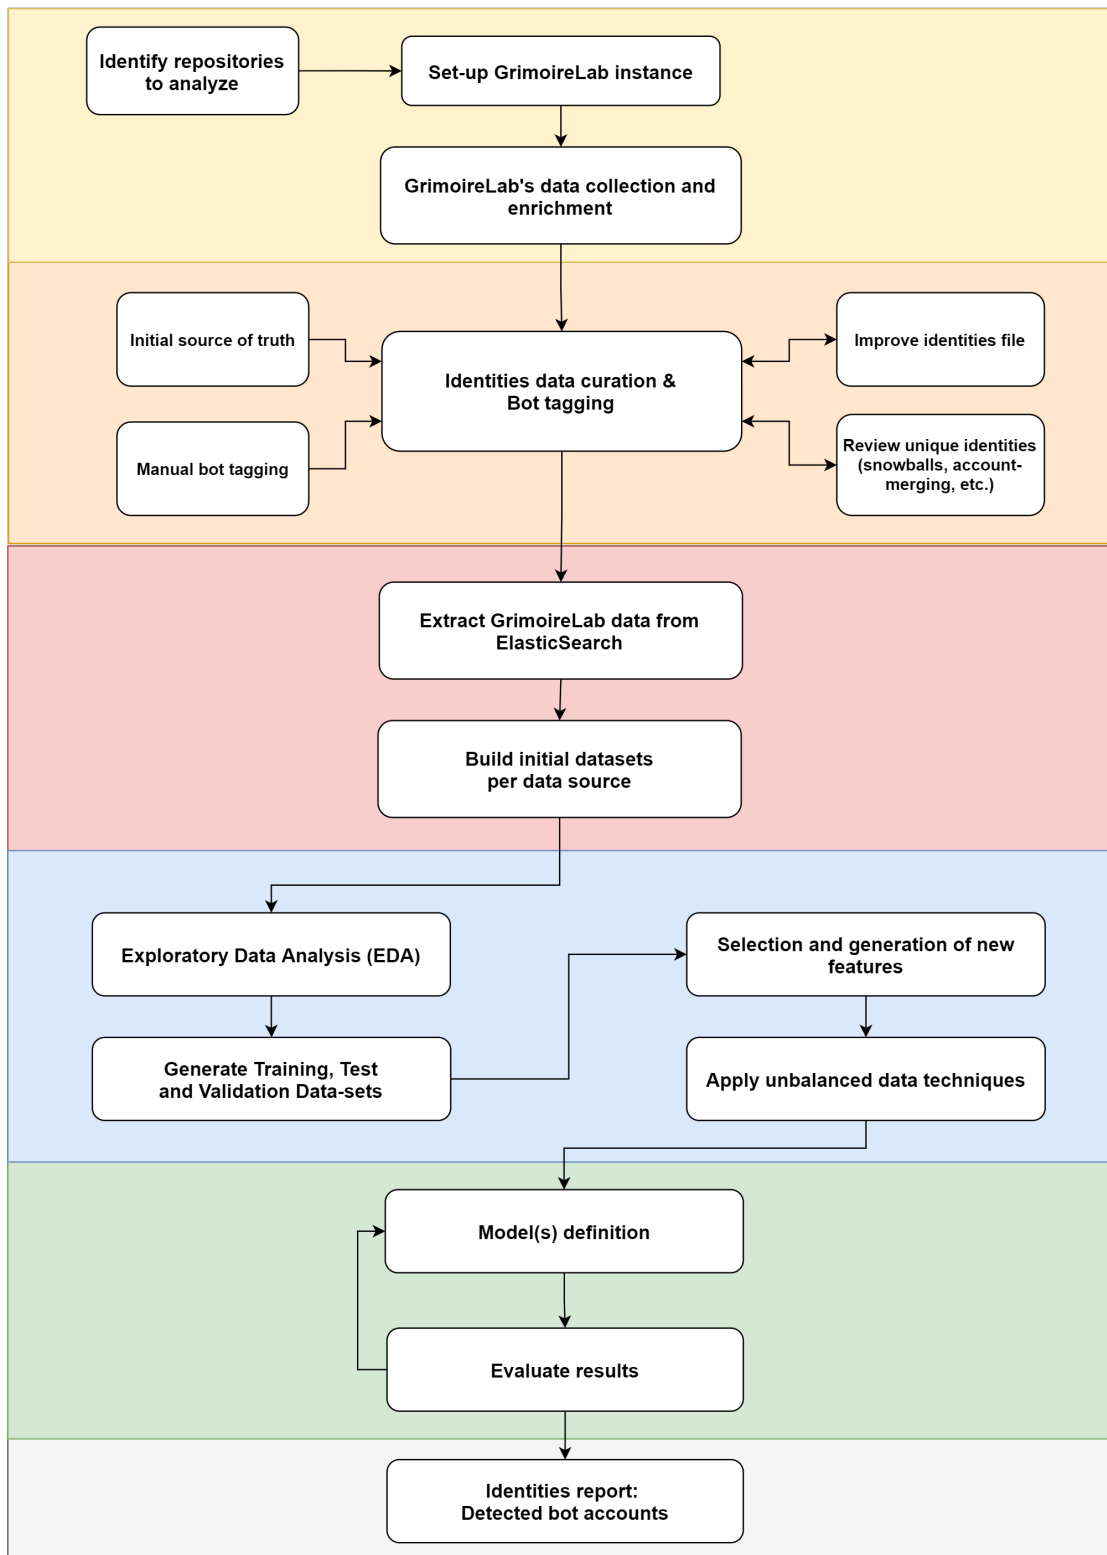 Identify repositories
to analyze
Set-up GrimoireLab instance
GrimoireLab's data collection and
enrichment
Initial source of truth
Manual bot tagging
Identities data curation &
Bot tagging
Improve identities file
Review unique identities
(snowballs, account-
merging, etc.)
Extract GrimoireLab data from
ElasticSearch
Build initial datasets
per data source
Exploratory Data Analysis (EDA)
Generate Training, Test
and Validation Data-sets
Selection and generation of new
features
Apply unbalanced data techniques
Model(s) definition
Evaluate results
Identities report:
Detected bot accounts